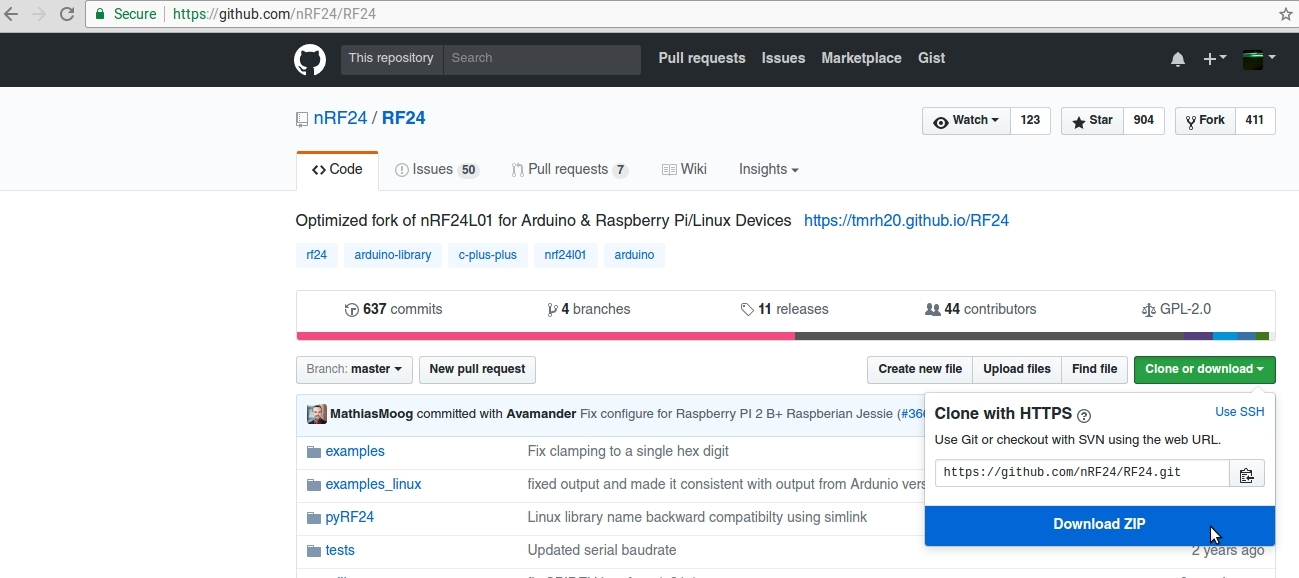 Secure https://github.com/nRF24/RF24
This repository Search Pull requests Issues Marketplace Gist
nRF24 / RF24 Watch 123 Star 904 Fork 411
Code Issues 50 Pull requests 7 Wiki Insights
Optimized fork of nRF24L01 for Arduino & Raspberry Pi/Linux Devices https://tmrh20.github.io/RF24
rf24 arduino-library c-plus-plus nrf24l01 arduino
637 commits 4 branches 11 releases 44 contributors GPL-2.0
Branch: master New pull request Create new file Upload files Find file Clone or download
MathiasMoog committed with Avamander Fix configure for Raspberry PI 2 B+ Raspberian Jessie
Clone with HTTPS Use SSH
Use Git or checkout with SVN using the web URL.
https://github.com/nRF24/RF24.git
Download ZIP
examples Fix clamping to a single hex digit
examples_linux fixed output and made it consistent with output from Ardunio
pyRF24 Linux library name backward compatibilty using simlink
tests Updated serial baudrate 2 years ago